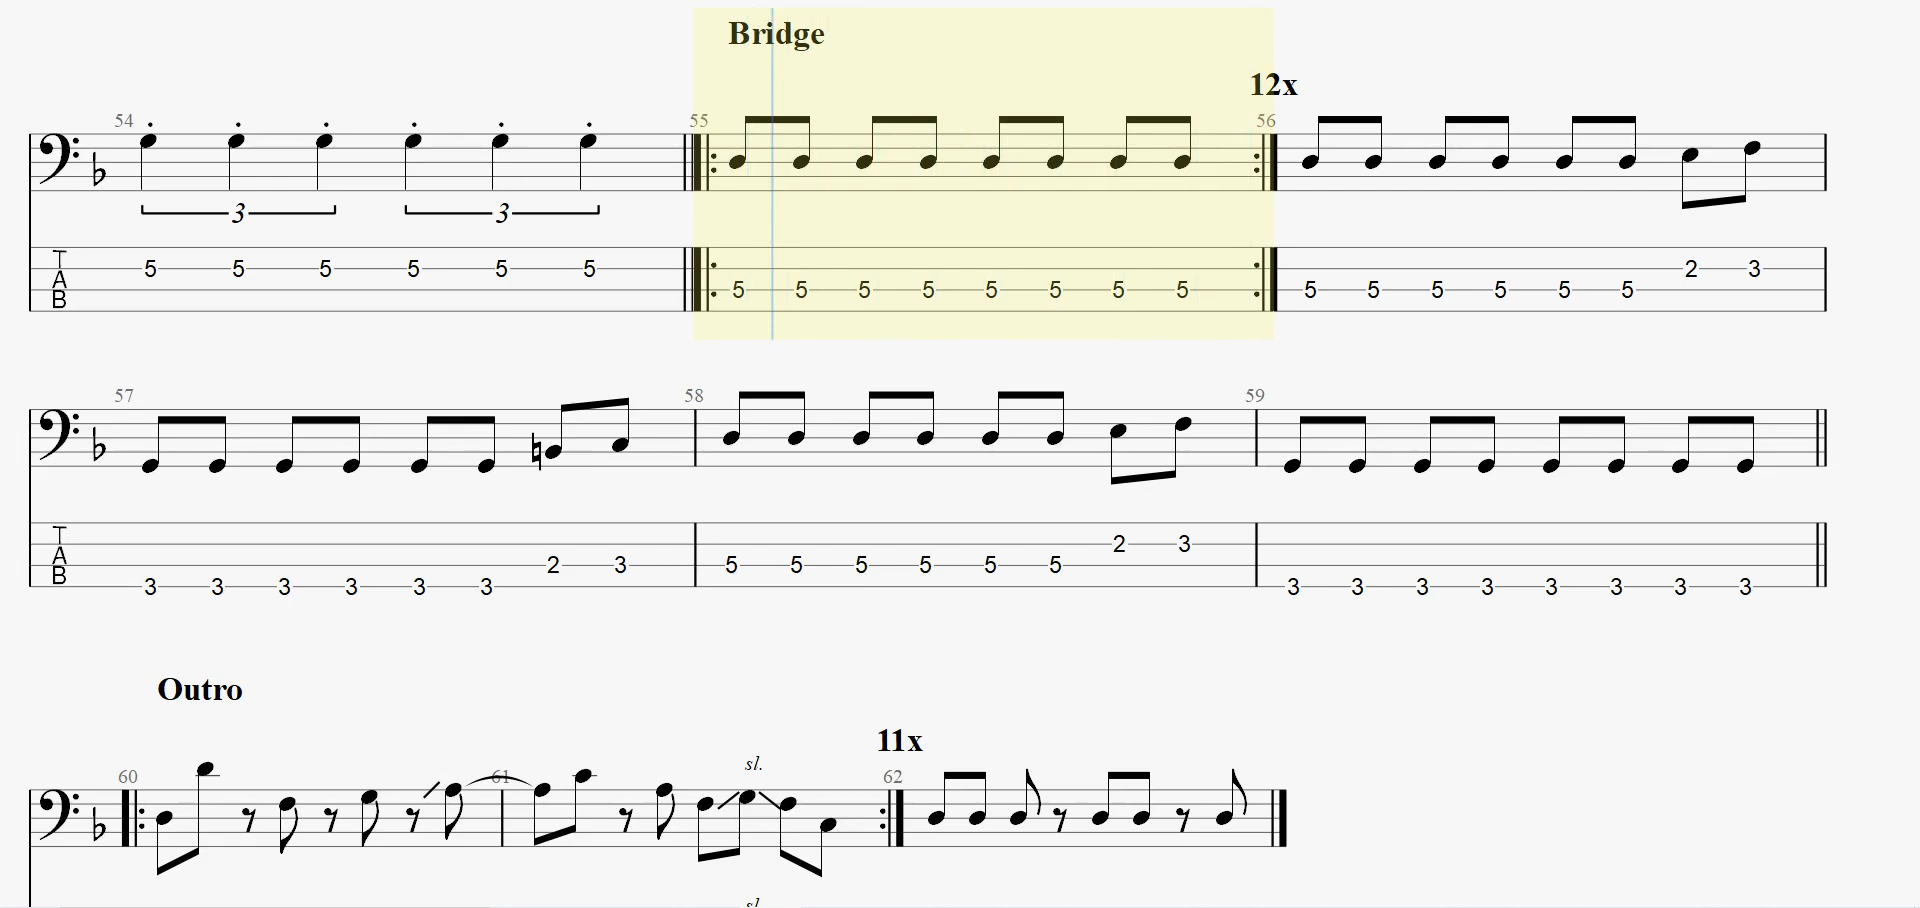 Bridge
12x
54 55 56
3 3
T
A
B
5 5 5 5 5 5 5 5 5 5 5 5 5 5 5 5 5 5 5 5 2 3
57 58 59
T
A
B
3 3 3 3 3 3 2 3 5 5 5 5 5 5 2 3 3 3 3 3 3 3 3 3
Outro
11x
sl.
60 61 62
sl.